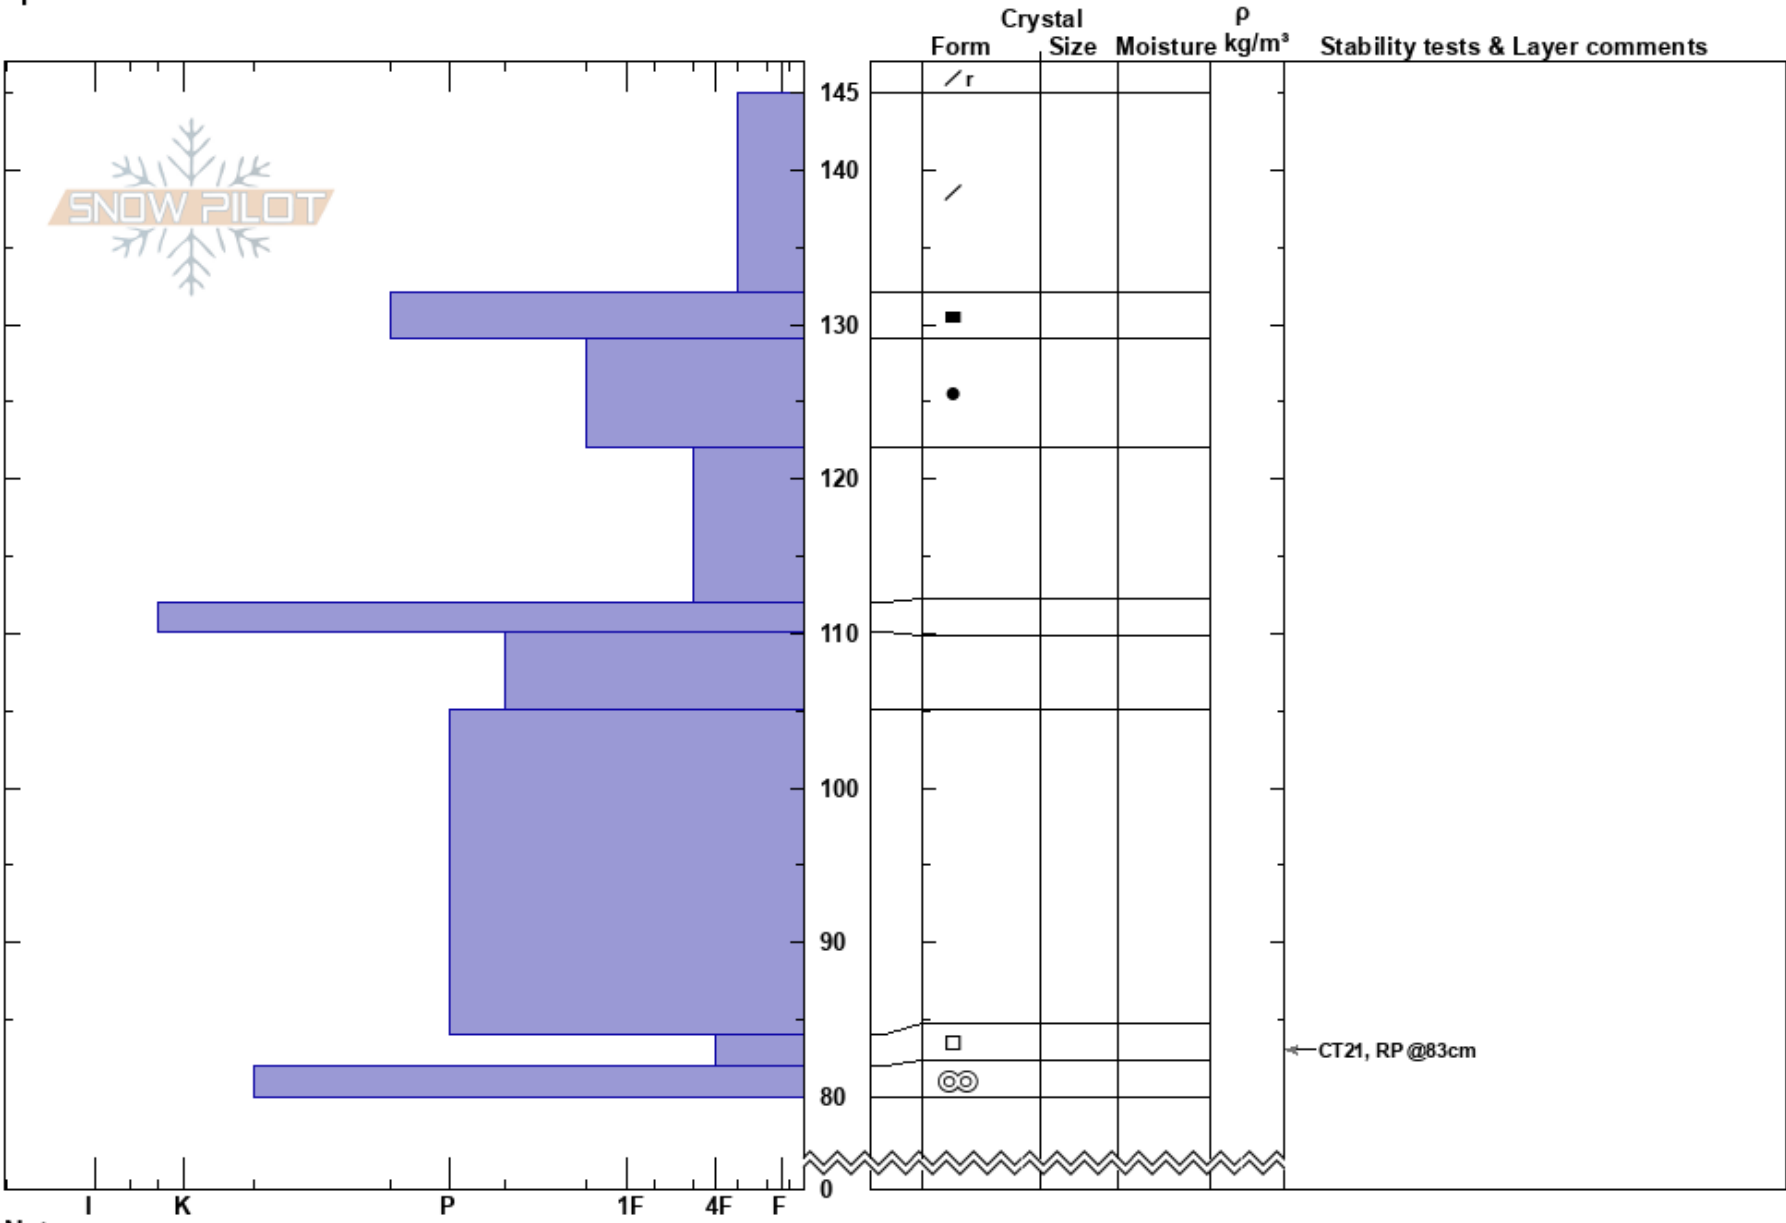 Crystal
ρ
Form Size Moisture kg/m³ Stability tests & Layer comments
r
145
SNOW PILOT
140
130
120
110
100
90
CT21, RP @83cm
80
0
I K P 1F 4F F